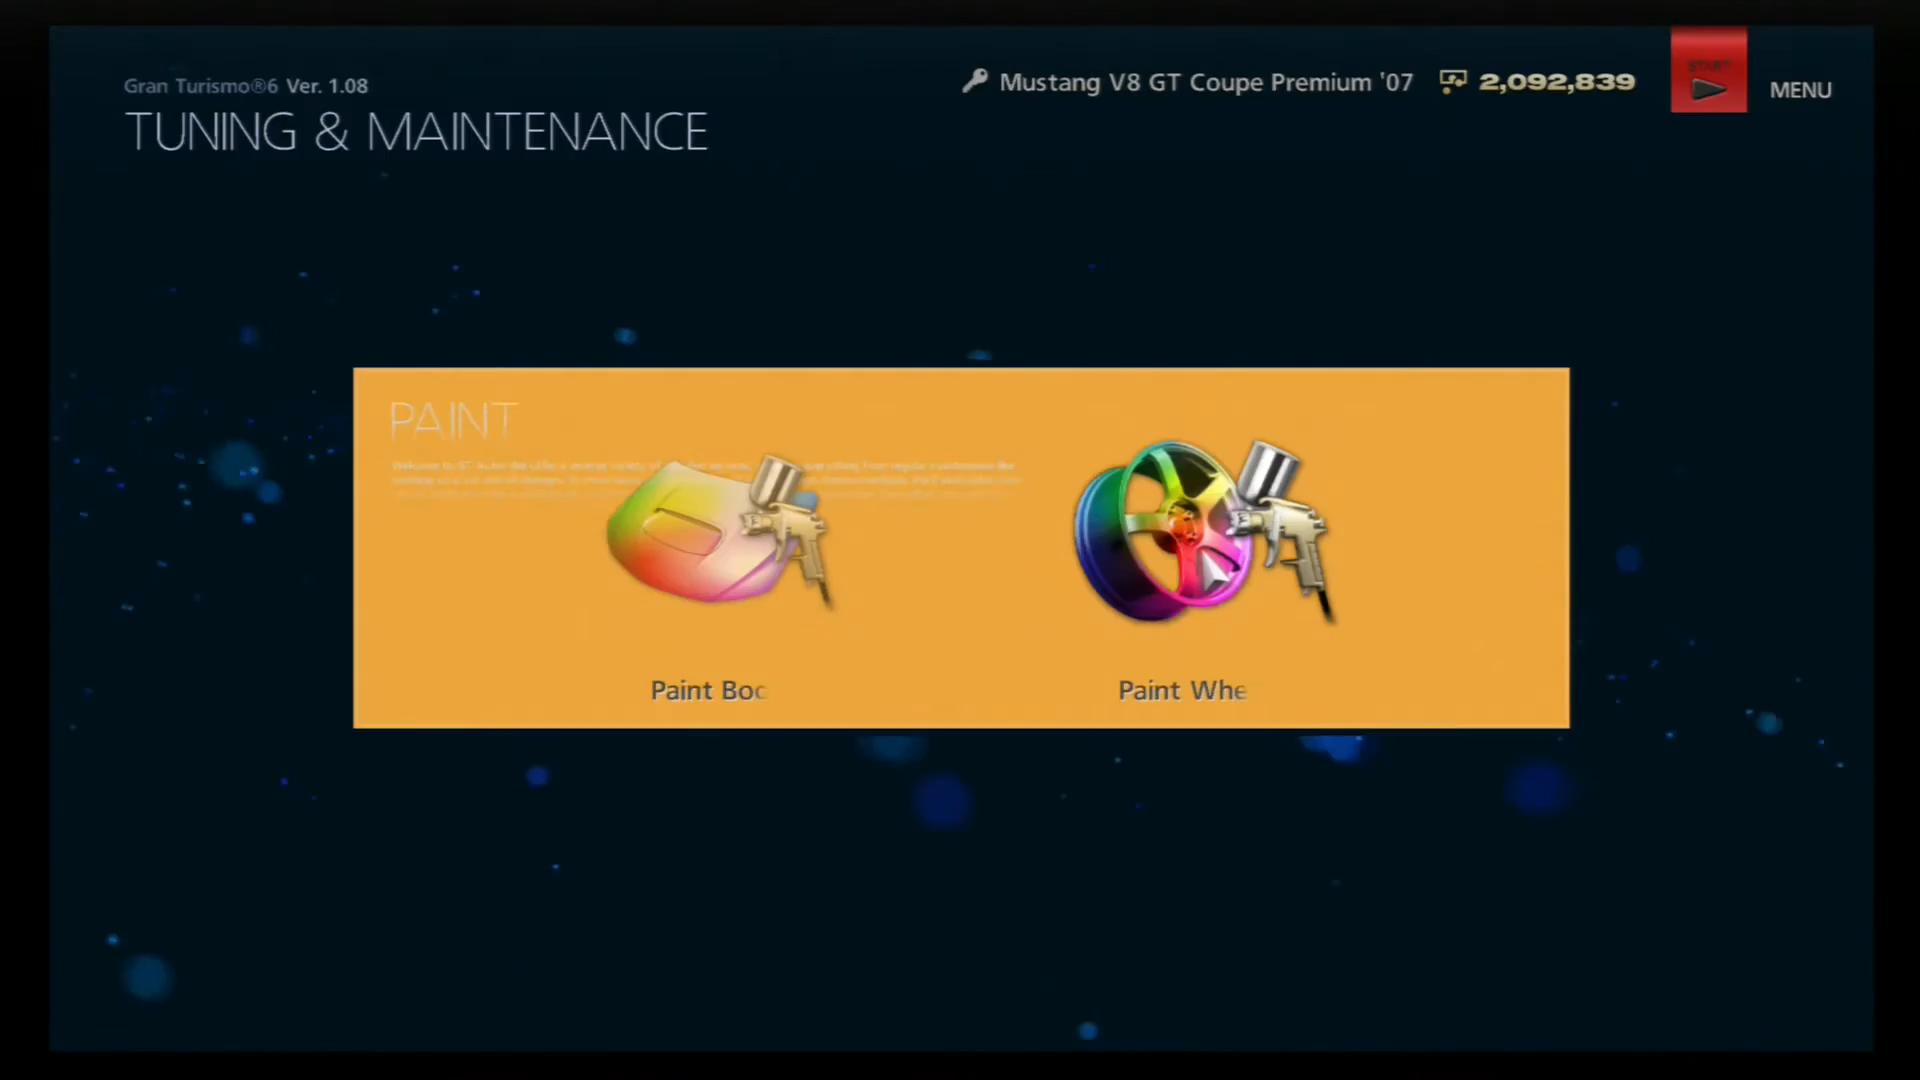 Gran Turismo®6 Ver. 1.08
TUNING & MAINTENANCE
Mustang V8 GT Coupe Premium '07
2,092,839
START
MENU
PAINT
Paint Boc
Paint Whe